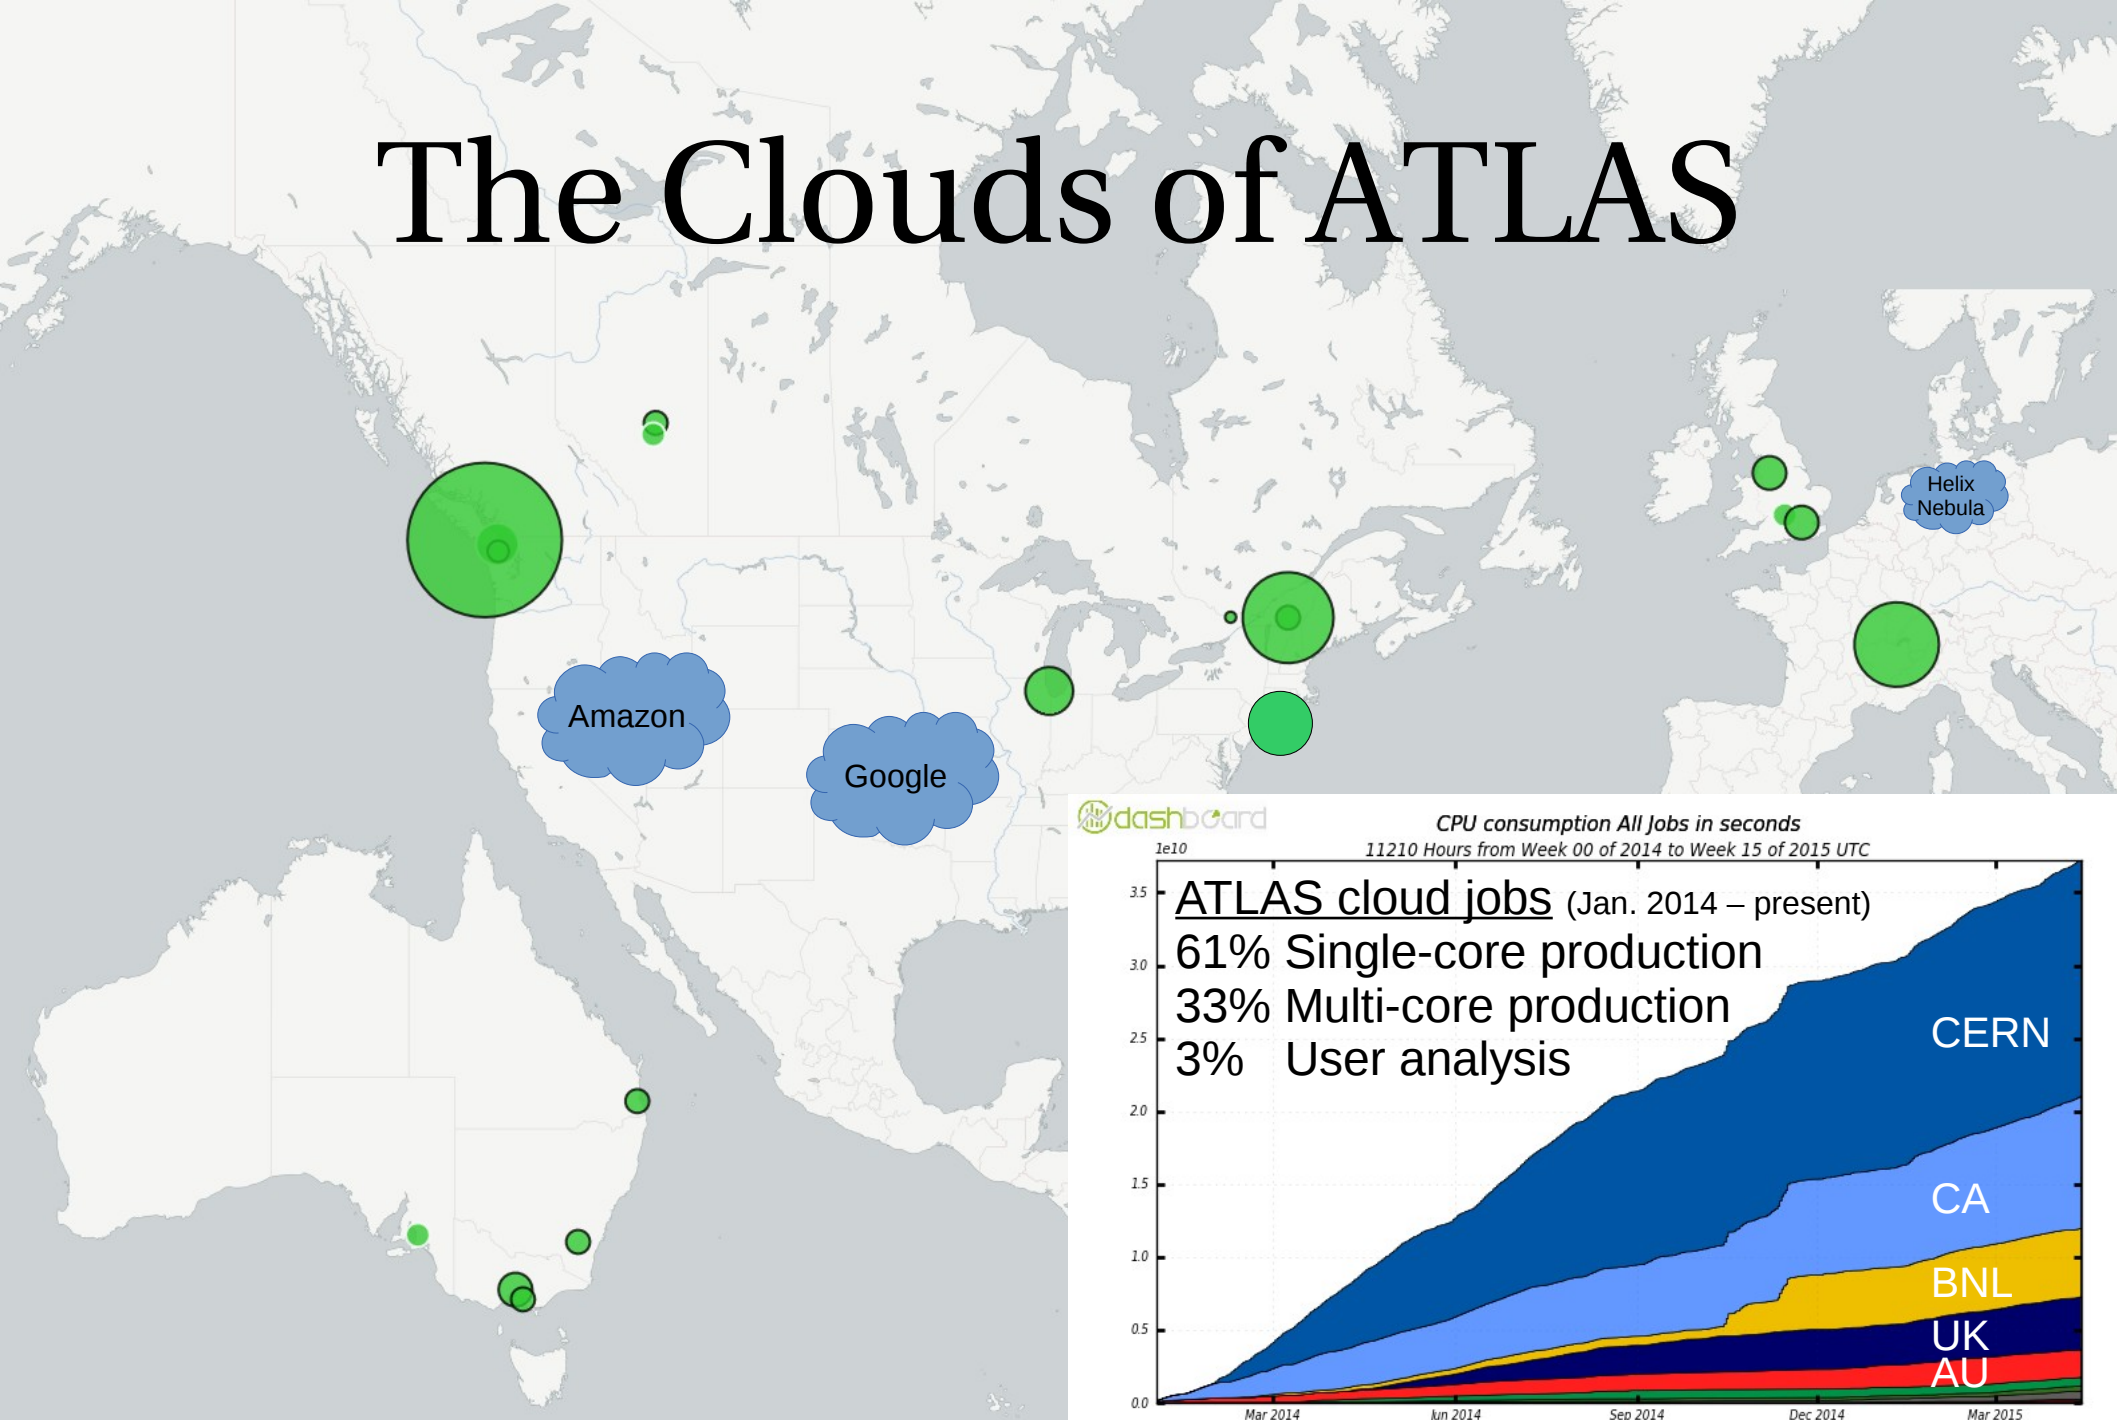 The Clouds of ATLAS
Helix
Nebula
Amazon
Google
dashboard
CPU consumption All Jobs in seconds
11210 Hours from Week 00 of 2014 to Week 15 of 2015 UTC
1e10
ATLAS cloud jobs (Jan. 2014 – present)
61% Single-core production
33% Multi-core production
3% User analysis
3.5
3.0
2.5
2.0
1.5
1.0
0.5
0.0
CERN
CA
BNL
UK
AU
Mar 2014
Jun 2014
Sep 2014
Dec 2014
Mar 2015